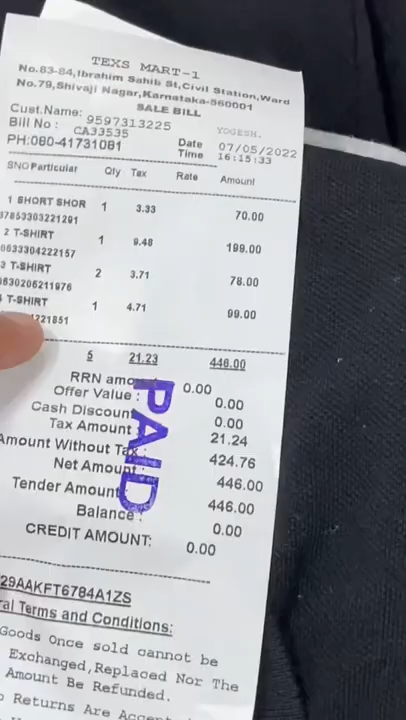 TEXS MART-1
No.83-84,Ibrahim Sahib St,Civil Station,Ward
No.79,Shivaji Nagar,Karnataka-560001
SALE BILL
Cust.Name: 9597313225 YOGESH.
Bill No : CA33535 Date 07/05/2022
PH:080-41731081 Time 16:15:33
SNO Particular Qty Tax Rate Amount
1 SHORT SHOR 1 3.33 70.00
37853303221291
2 T-SHIRT 1 9.48 199.00
0633304222157
3 T-SHIRT 2 3.71 78.00
6630206211976
T-SHIRT 1 4.71 99.00
221851
5 21.23 446.00
RRN 0.00
Offer Value : 0.00
Cash Discount 0.00
Tax Amount : 21.24
Amount Without Tax 424.76
Net Amount : 446.00
Tender Amount 446.00
Balance : 0.00
CREDIT AMOUNT: 0.00
PAID
29AAKFT6784A1ZS
ral Terms and Conditions:
Goods Once sold cannot be
Exchanged,Replaced Nor The
Amount Be Refunded.
Returns Are